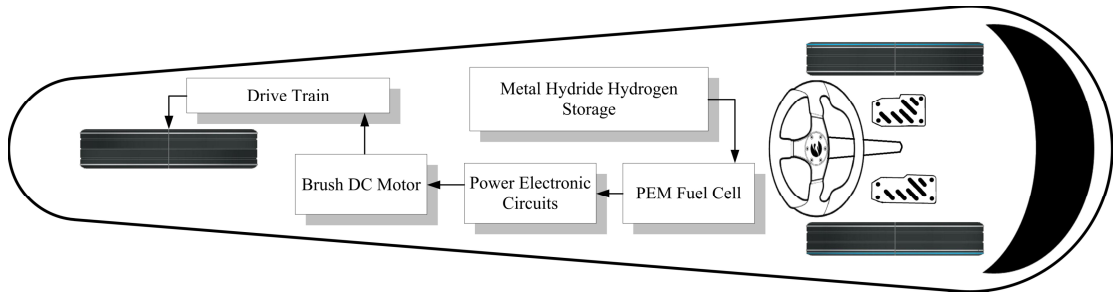 Drive Train
Metal Hydride Hydrogen
Storage
Brush DC Motor
Power Electronic
Circuits
PEM Fuel Cell